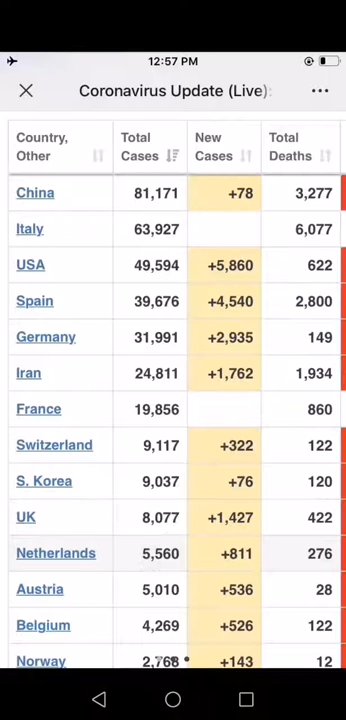 12:57 PM
Coronavirus Update (Live):
Country, Other Total Cases New Cases Total Deaths
China 81,171 +78 3,277
Italy 63,927 6,077
USA 49,594 +5,860 622
Spain 39,676 +4,540 2,800
Germany 31,991 +2,935 149
Iran 24,811 +1,762 1,934
France 19,856 860
Switzerland 9,117 +322 122
S. Korea 9,037 +76 120
UK 8,077 +1,427 422
Netherlands 5,560 +811 276
Austria 5,010 +536 28
Belgium 4,269 +526 122
Norway 2,768 +143 12